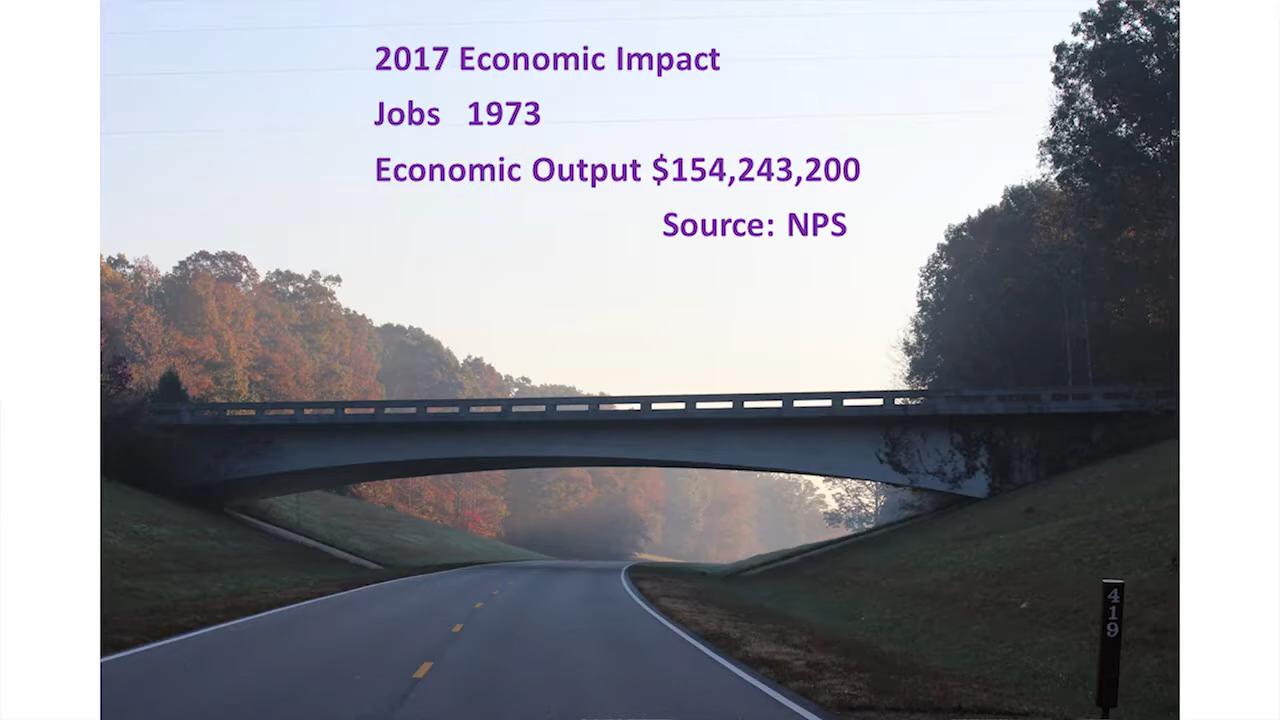 2017 Economic Impact
Jobs 1973
Economic Output $154,243,200
Source: NPS
419